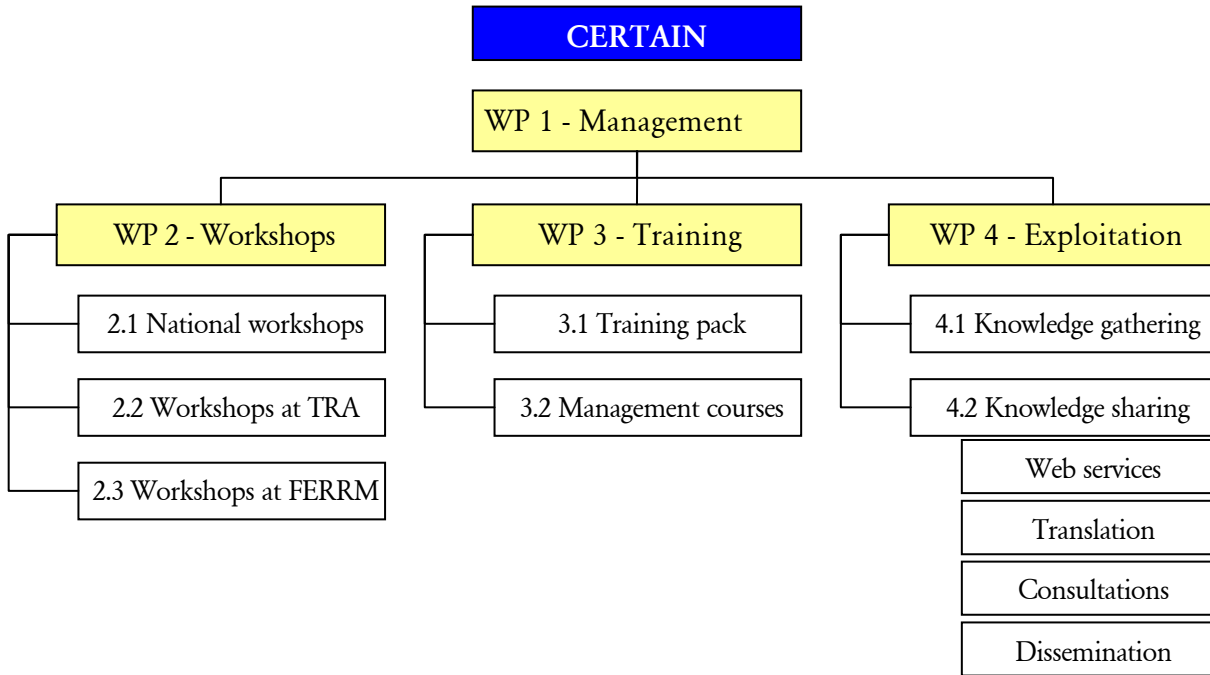 CERTAIN
WP 1 - Management
WP 2 - Workshops
2.1 National workshops
2.2 Workshops at TRA
2.3 Workshops at FERRM
WP 3 - Training
3.1 Training pack
3.2 Management courses
WP 4 - Exploitation
4.1 Knowledge gathering
4.2 Knowledge sharing
Web services
Translation
Consultations
Dissemination